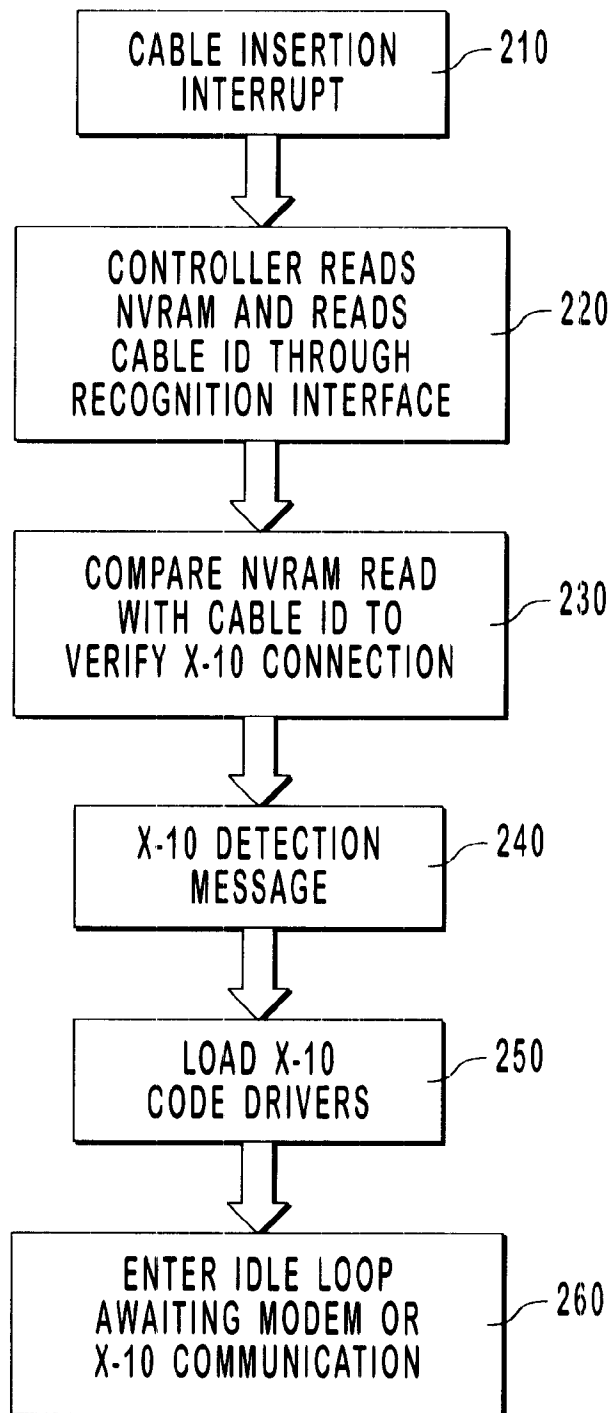 CABLE INSERTION
INTERRUPT
210
CONTROLLER READS
NVRAM AND READS
CABLE ID THROUGH
RECOGNITION INTERFACE
220
COMPARE NVRAM READ
WITH CABLE ID TO
VERIFY X-10 CONNECTION
230
X-10 DETECTION
MESSAGE
240
LOAD X-10
CODE DRIVERS
250
ENTER IDLE LOOP
AWAITING MODEM OR
X-10 COMMUNICATION
260